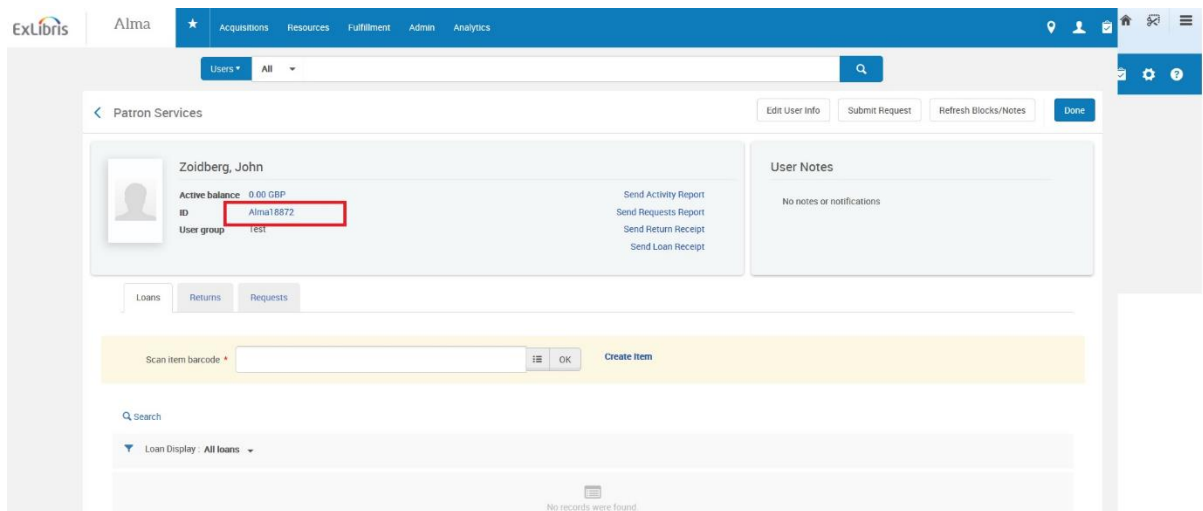 ExLibris Alma Acquisitions Resources Fulfillment Admin Analytics
Users All
Patron Services Edit User Info Submit Request Refresh Blocks/Notes Done
Zoidberg, John User Notes
Active balance 0.00 GBP Send Activity Report No notes or notifications
ID Alma18872 Send Requests Report
User group Test Send Return Receipt
Send Loan Receipt
Loans Returns Requests
Scan item barcode * OK Create Item
Search
Loan Display : All loans
No records were found.